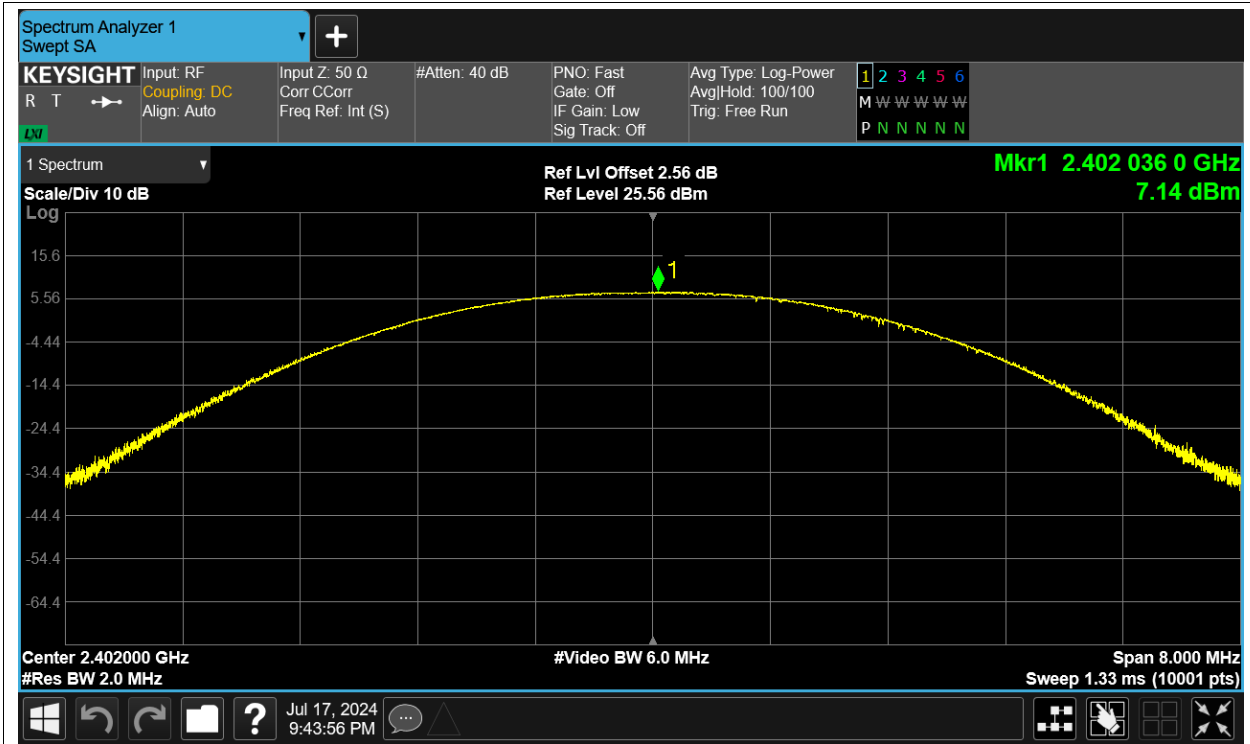 Spectrum Analyzer 1
Swept SA
+
KEYSIGHT
R T
LXI
Input: RF
Coupling: DC
Align: Auto
Input Z: 50 Ω
Corr CCorr
Freq Ref: Int (S)
#Atten: 40 dB
PNO: Fast
Gate: Off
IF Gain: Low
Sig Track: Off
Avg Type: Log-Power
Avg|Hold: 100/100
Trig: Free Run
1 2 3 4 5 6
M W W W W W
P N N N N N
1 Spectrum
Scale/Div 10 dB
Log
Ref Lvl Offset 2.56 dB
Ref Level 25.56 dBm
Mkr1 2.402 036 0 GHz
7.14 dBm
1
15.6
5.56
-4.44
-14.4
-24.4
-34.4
-44.4
-54.4
-64.4
Center 2.402000 GHz
#Res BW 2.0 MHz
#Video BW 6.0 MHz
Span 8.000 MHz
Sweep 1.33 ms (10001 pts)
?
Jul 17, 2024
9:43:56 PM